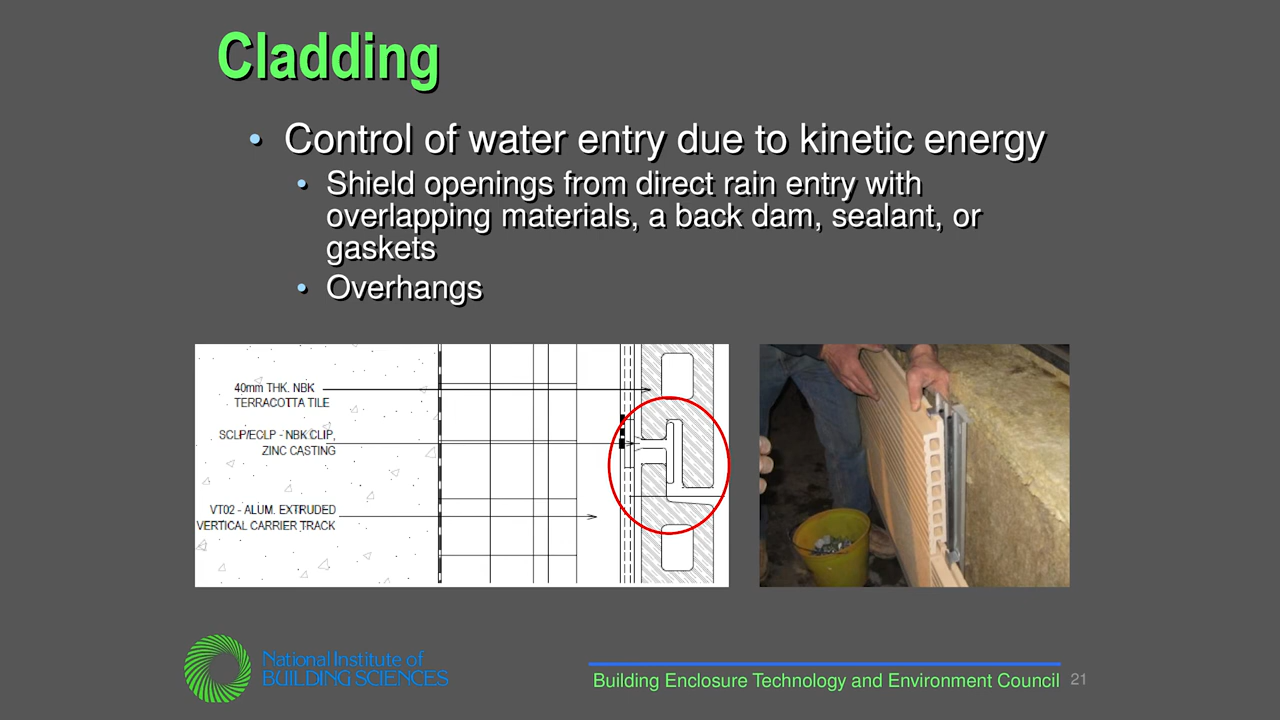 Cladding
• Control of water entry due to kinetic energy
• Shield openings from direct rain entry with
overlapping materials, a back dam, sealant, or
gaskets
• Overhangs
40mm THK. NBK
TERRACOTTA TILE
SCLP/ECLP - NBK CLIP,
ZINC CASTING
VT02 - ALUM. EXTRUDED
VERTICAL CARRIER TRACK
National Institute of
BUILDING SCIENCES
Building Enclosure Technology and Environment Council 21